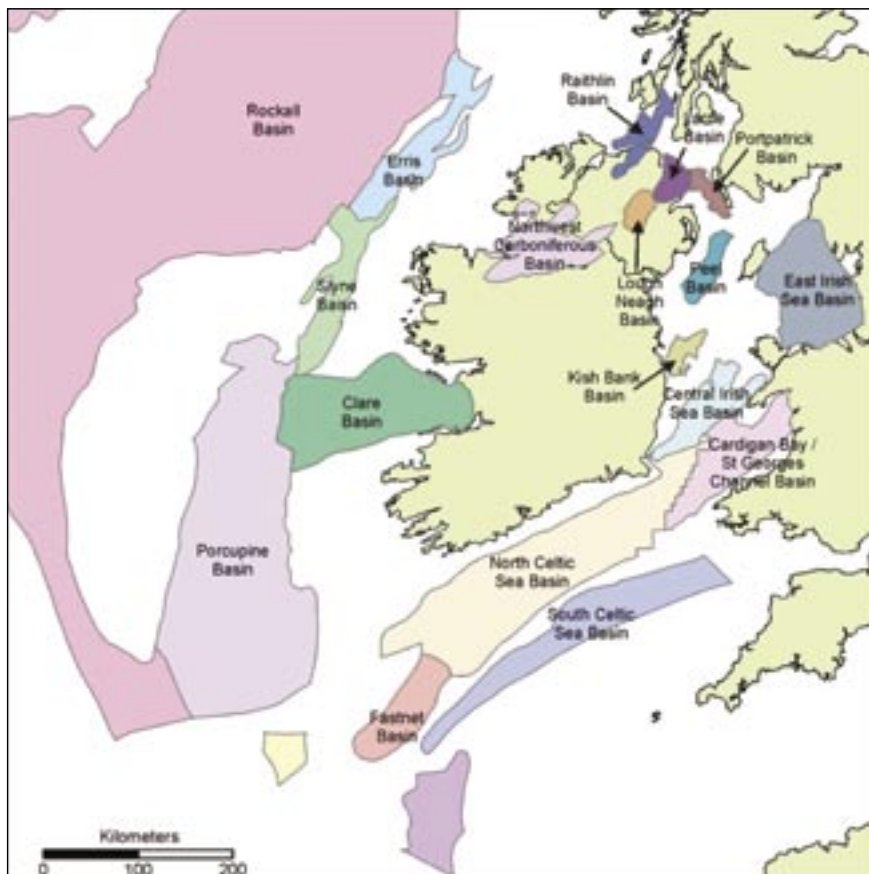 Rockall
Basin
Erris
Basin
Slyne
Basin
Clare
Basin
Porcupine
Basin
Raithlin
Basin
Larne
Basin
Portpatrick
Basin
Northwest
Carboniferous
Basin
Lough
Neagh
Basin
Peel
Basin
East Irish
Sea Basin
Kish Bank
Basin
Central Irish
Sea Basin
Cardigan Bay /
St Georges
Channel Basin
North Celtic
Sea Basin
South Celtic
Sea Basin
Fastnet
Basin
Kilometers
0 100 200